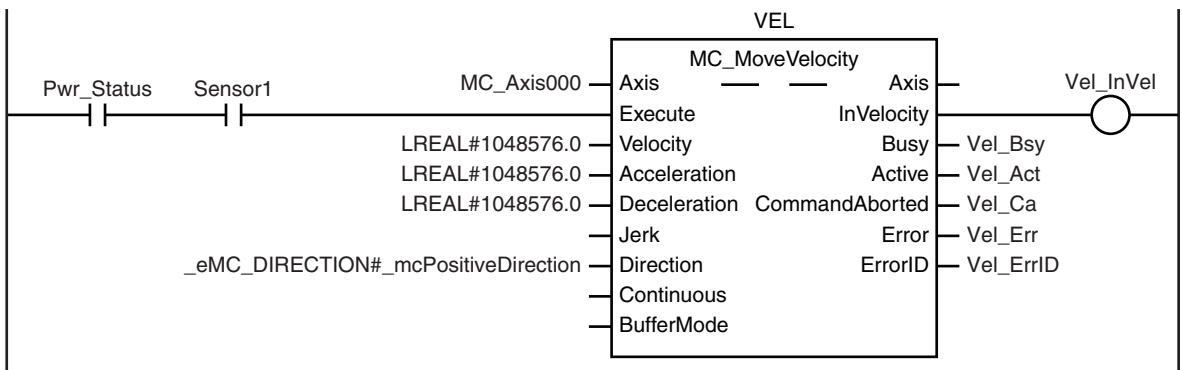 VEL
MC_MoveVelocity
Pwr_Status Sensor1 MC_Axis000 Axis Axis Vel_InVel
Execute InVelocity
LREAL#1048576.0 Velocity Busy Vel_Bsy
LREAL#1048576.0 Acceleration Active Vel_Act
LREAL#1048576.0 Deceleration CommandAborted Vel_Ca
Jerk Error Vel_Err
_eMC_DIRECTION#_mcPositiveDirection Direction ErrorID Vel_ErrID
Continuous
BufferMode